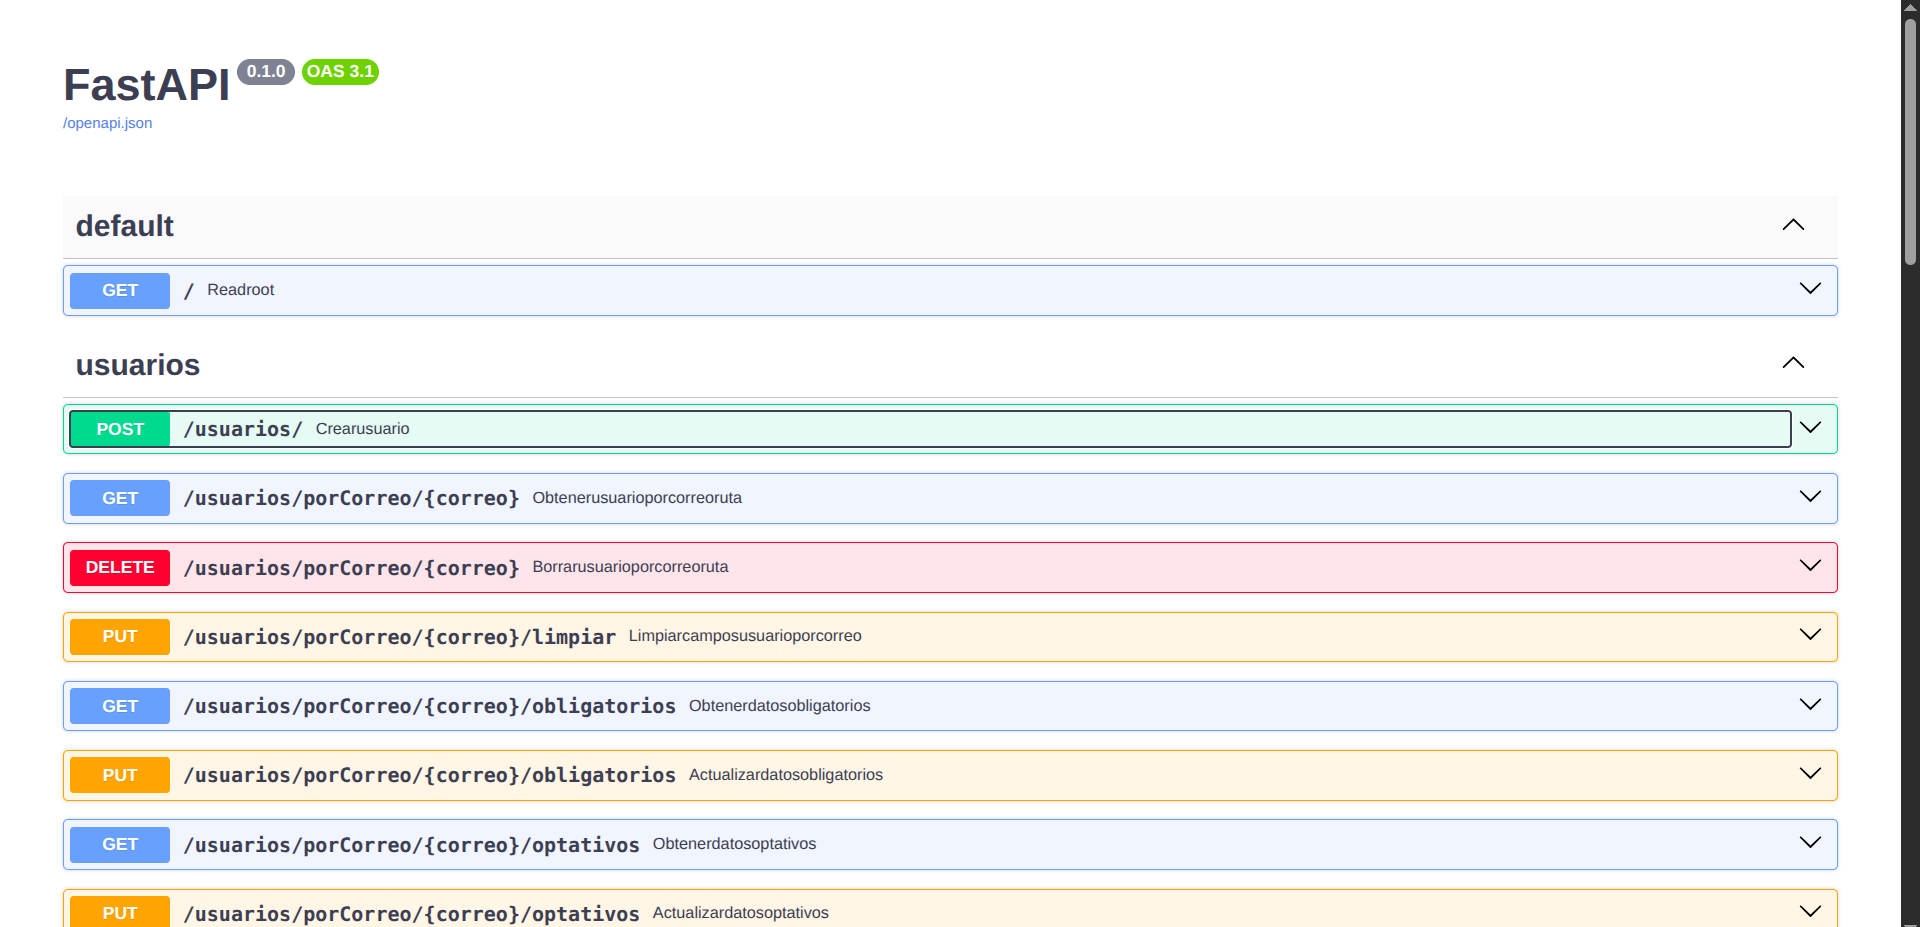 FastAPI 0.1.0 OAS 3.1
/openapi.json
default
GET / Readroot
usuarios
POST /usuarios/ Crearusuario
GET /usuarios/porCorreo/{correo} Obtenerusuarioporcorreoruta
DELETE /usuarios/porCorreo/{correo} Borrarusuarioporcorreoruta
PUT /usuarios/porCorreo/{correo}/limpiar Limpiarcamposusuarioporcorreo
GET /usuarios/porCorreo/{correo}/obligatorios Obtenerdatosobligatorios
PUT /usuarios/porCorreo/{correo}/obligatorios Actualizardatosobligatorios
GET /usuarios/porCorreo/{correo}/optativos Obtenerdatosoptativos
PUT /usuarios/porCorreo/{correo}/optativos Actualizardatosoptativos